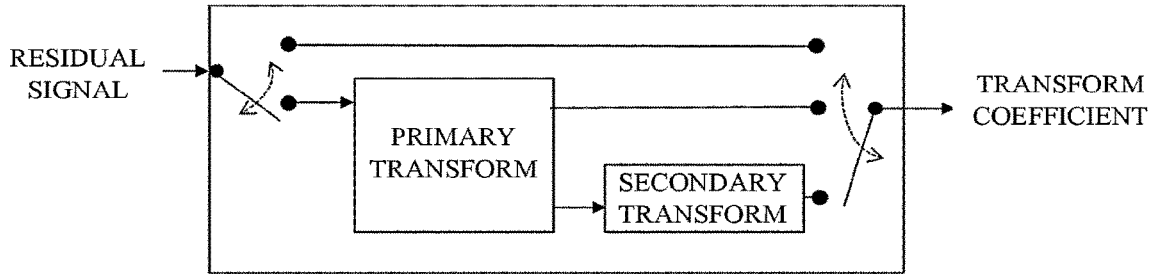 RESIDUAL
SIGNAL
PRIMARY
TRANSFORM
SECONDARY
TRANSFORM
TRANSFORM
COEFFICIENT